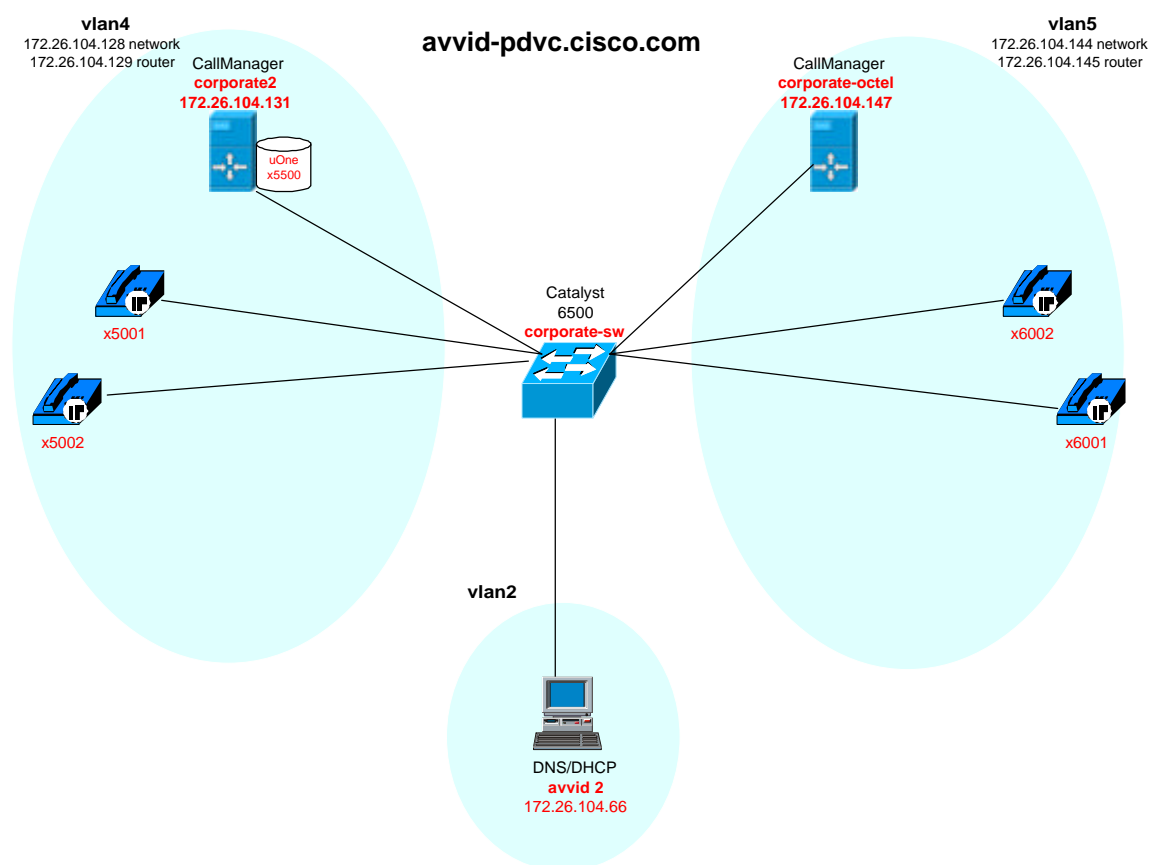 vlan4
172.26.104.128 network
172.26.104.129 router
avvid-pdvc.cisco.com
vlan5
172.26.104.144 network
172.26.104.145 router
CallManager
corporate2
172.26.104.131
uOne
x5500
CallManager
corporate-octel
172.26.104.147
x5001
x5002
Catalyst
6500
corporate-sw
x6002
x6001
vlan2
DNS/DHCP
avvid 2
172.26.104.66